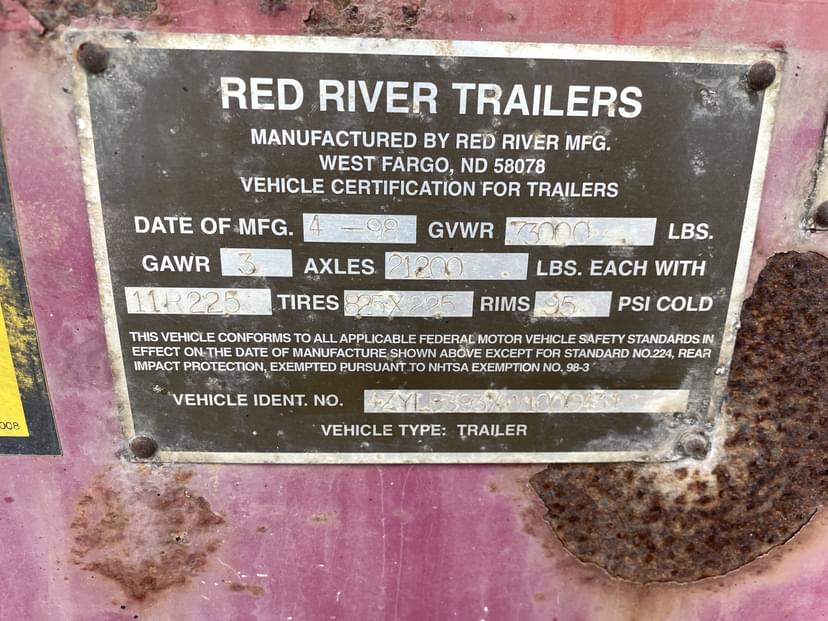 RED RIVER TRAILERS
MANUFACTURED BY RED RIVER MFG.
WEST FARGO, ND 58078
VEHICLE CERTIFICATION FOR TRAILERS
DATE OF MFG. 4 - 98 GVWR 73000 LBS.
GAWR 3 AXLES 21200 LBS. EACH WITH
11R225 TIRES 825X225 RIMS 95 PSI COLD
THIS VEHICLE CONFORMS TO ALL APPLICABLE FEDERAL MOTOR VEHICLE SAFETY STANDARDS IN
EFFECT ON THE DATE OF MANUFACTURE SHOWN ABOVE EXCEPT FOR STANDARD NO.224, REAR
IMPACT PROTECTION, EXEMPTED PURSUANT TO NHTSA EXEMPTION NO. 98-3
VEHICLE IDENT. NO.
VEHICLE TYPE: TRAILER
008